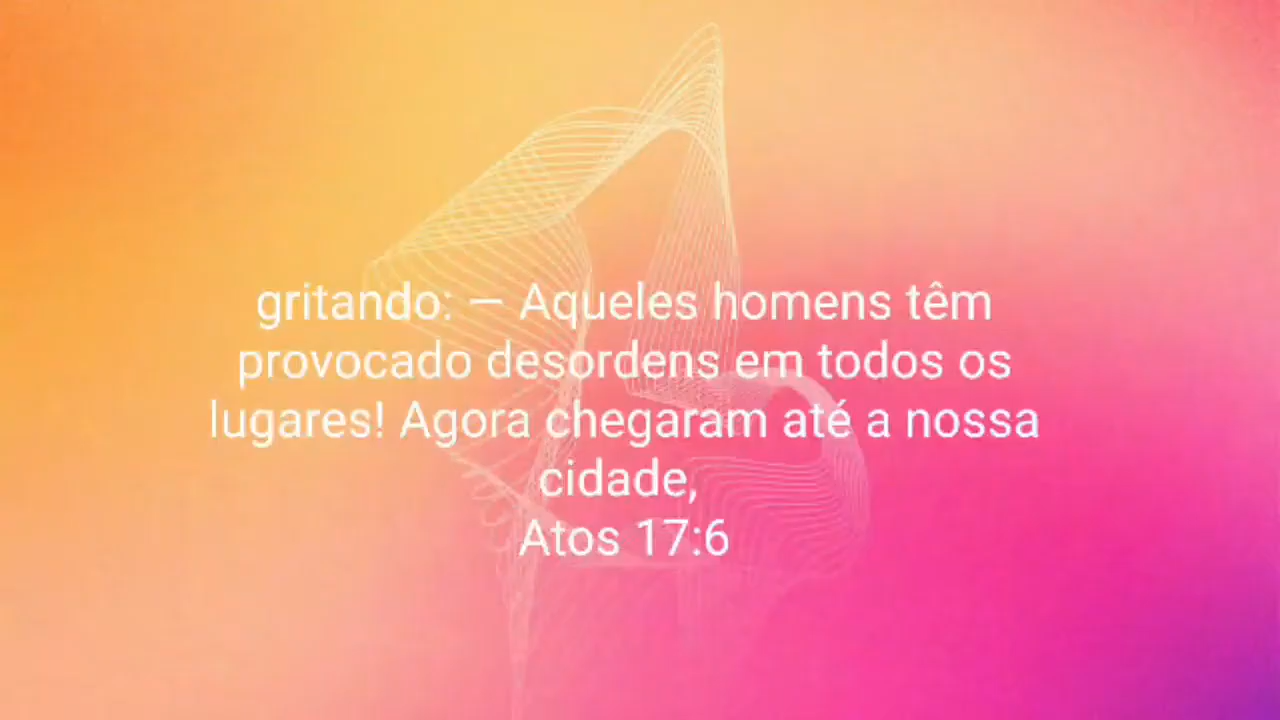 gritando: — Aqueles homens têm
provocado desordens em todos os
lugares! Agora chegaram até a nossa
cidade,
Atos 17:6